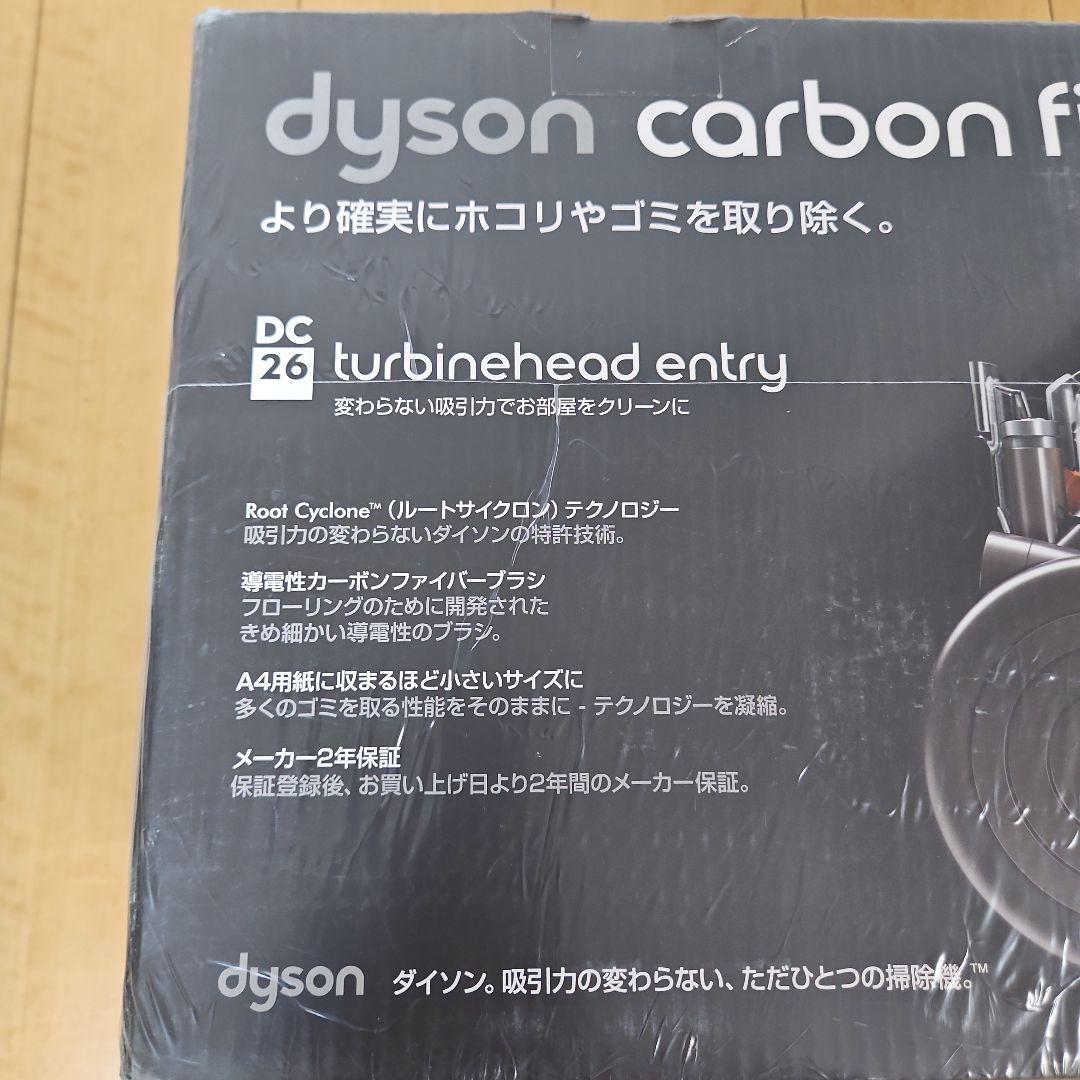 dyson carbon fi
より確実にホコリやゴミを取り除く。
DC
26 turbinehead entry
変わらない吸引力でお部屋をクリーンに
Root Cyclone™（ルートサイクロン）テクノロジー
吸引力の変わらないダイソンの特許技術。
導電性カーボンファイバーブラシ
フローリングのために開発された
きめ細かい導電性のブラシ。
A4用紙に収まるほど小さいサイズに
多くのゴミを取る性能をそのままに - テクノロジーを凝縮。
メーカー2年保証
保証登録後、お買い上げ日より2年間のメーカー保証。
dyson ダイソン。吸引力の変わらない、ただひとつの掃除機。™